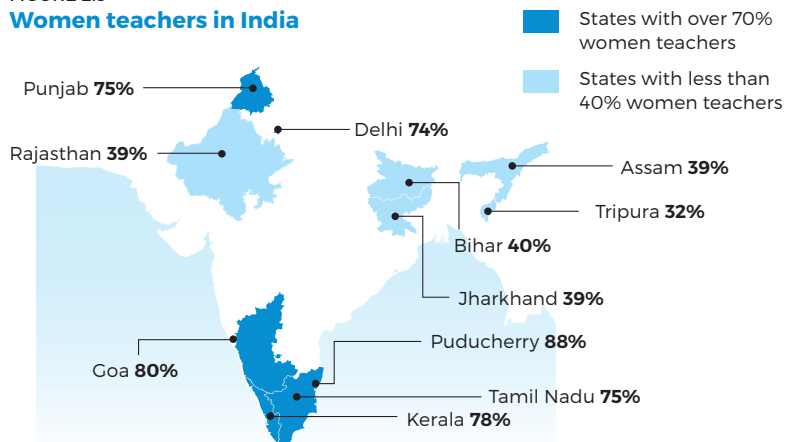 Women teachers in India
States with over 70%
women teachers
States with less than
40% women teachers
Punjab 75%
Delhi 74%
Rajasthan 39%
Assam 39%
Tripura 32%
Bihar 40%
Jharkhand 39%
Puducherry 88%
Goa 80%
Tamil Nadu 75%
Kerala 78%